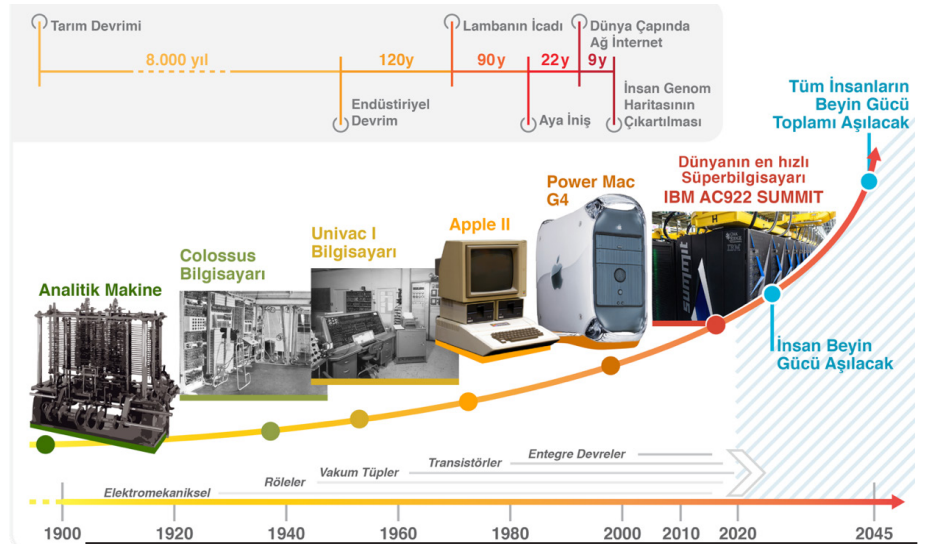 Tarım Devrimi
8.000 yıl
120y
Endüstiriyel
Devrim
Lambanın İcadı
90y
22y
Aya İniş
Dünya Çapında
Ağ İnternet
9y
İnsan Genom
Haritasının
Çıkartılması
Tüm İnsanların
Beyin Gücü
Toplamı Aşılacak
Analitik Makine
Colossus
Bilgisayarı
Univac I
Bilgisayarı
Apple II
Power Mac
G4
Dünyanın en hızlı
Süperbilgisayarı
IBM AC922 SUMMIT
H
SUMMIT
IBM
İnsan Beyin
Gücü Aşılacak
Elektromekaniksel
Röleler
Vakum Tüpler
Transistörler
Entegre Devreler
1900
1920
1940
1960
1980
2000
2010
2020
2045